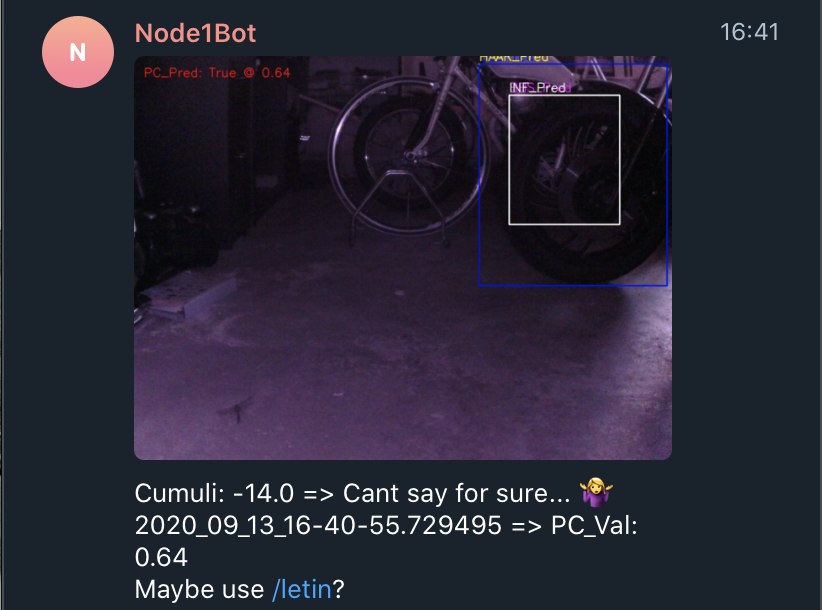 Node1Bot
16:41
N
HAAR_Pred
PC_Pred: True @ 0.64
INF_Pred
Cumuli: -14.0 => Cant say for sure... 🤷‍♀️
2020_09_13_16-40-55.729495 => PC_Val:
0.64
Maybe use /letin?